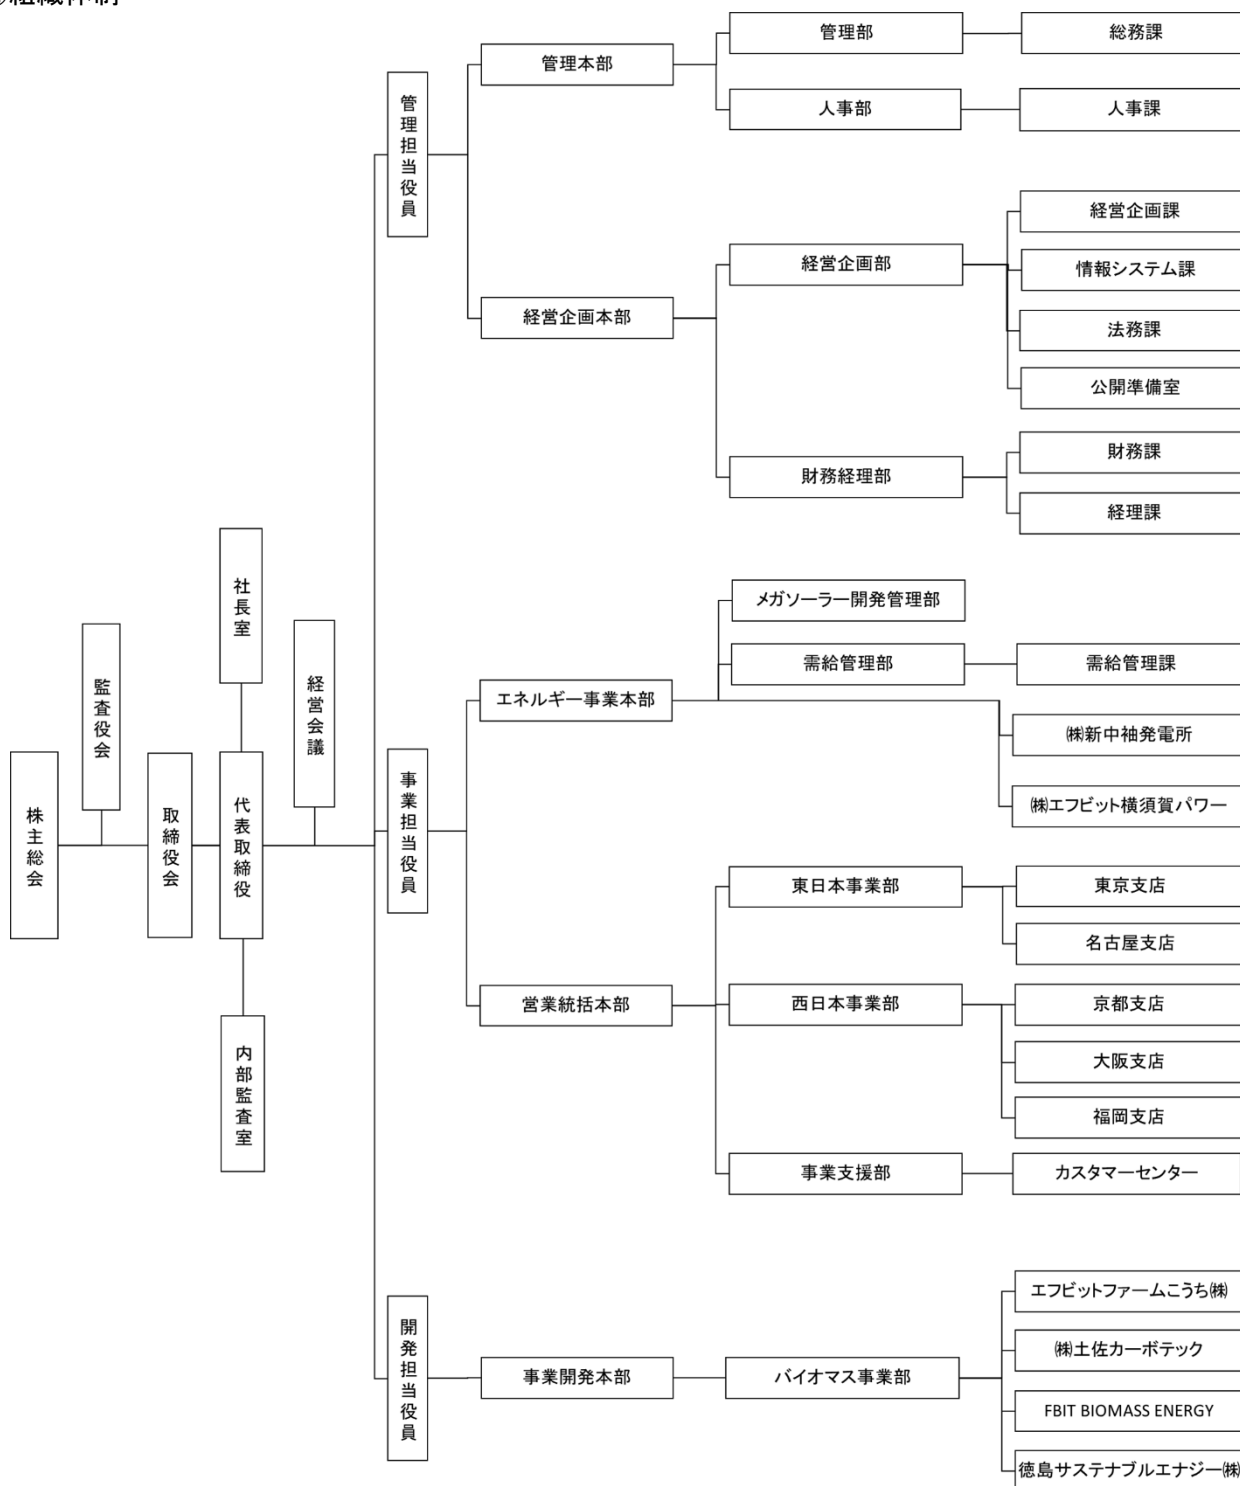 組織体制
株主総会
監査役会
取締役会
社長室
代表取締役
内部監査室
経営会議
管理担当役員
管理本部
管理部
総務課
人事部
人事課
経営企画本部
経営企画部
経営企画課
情報システム課
法務課
公開準備室
財務経理部
財務課
経理課
事業担当役員
エネルギー事業本部
メガソーラー開発管理部
需給管理部
需給管理課
㈱新中袖発電所
㈱エフビット横須賀パワー
営業統括本部
東日本事業部
東京支店
名古屋支店
西日本事業部
京都支店
大阪支店
福岡支店
事業支援部
カスタマーセンター
開発担当役員
事業開発本部
バイオマス事業部
エフビットファームこうち㈱
㈱土佐カーボテック
FBIT BIOMASS ENERGY
徳島サステナブルエナジー㈱